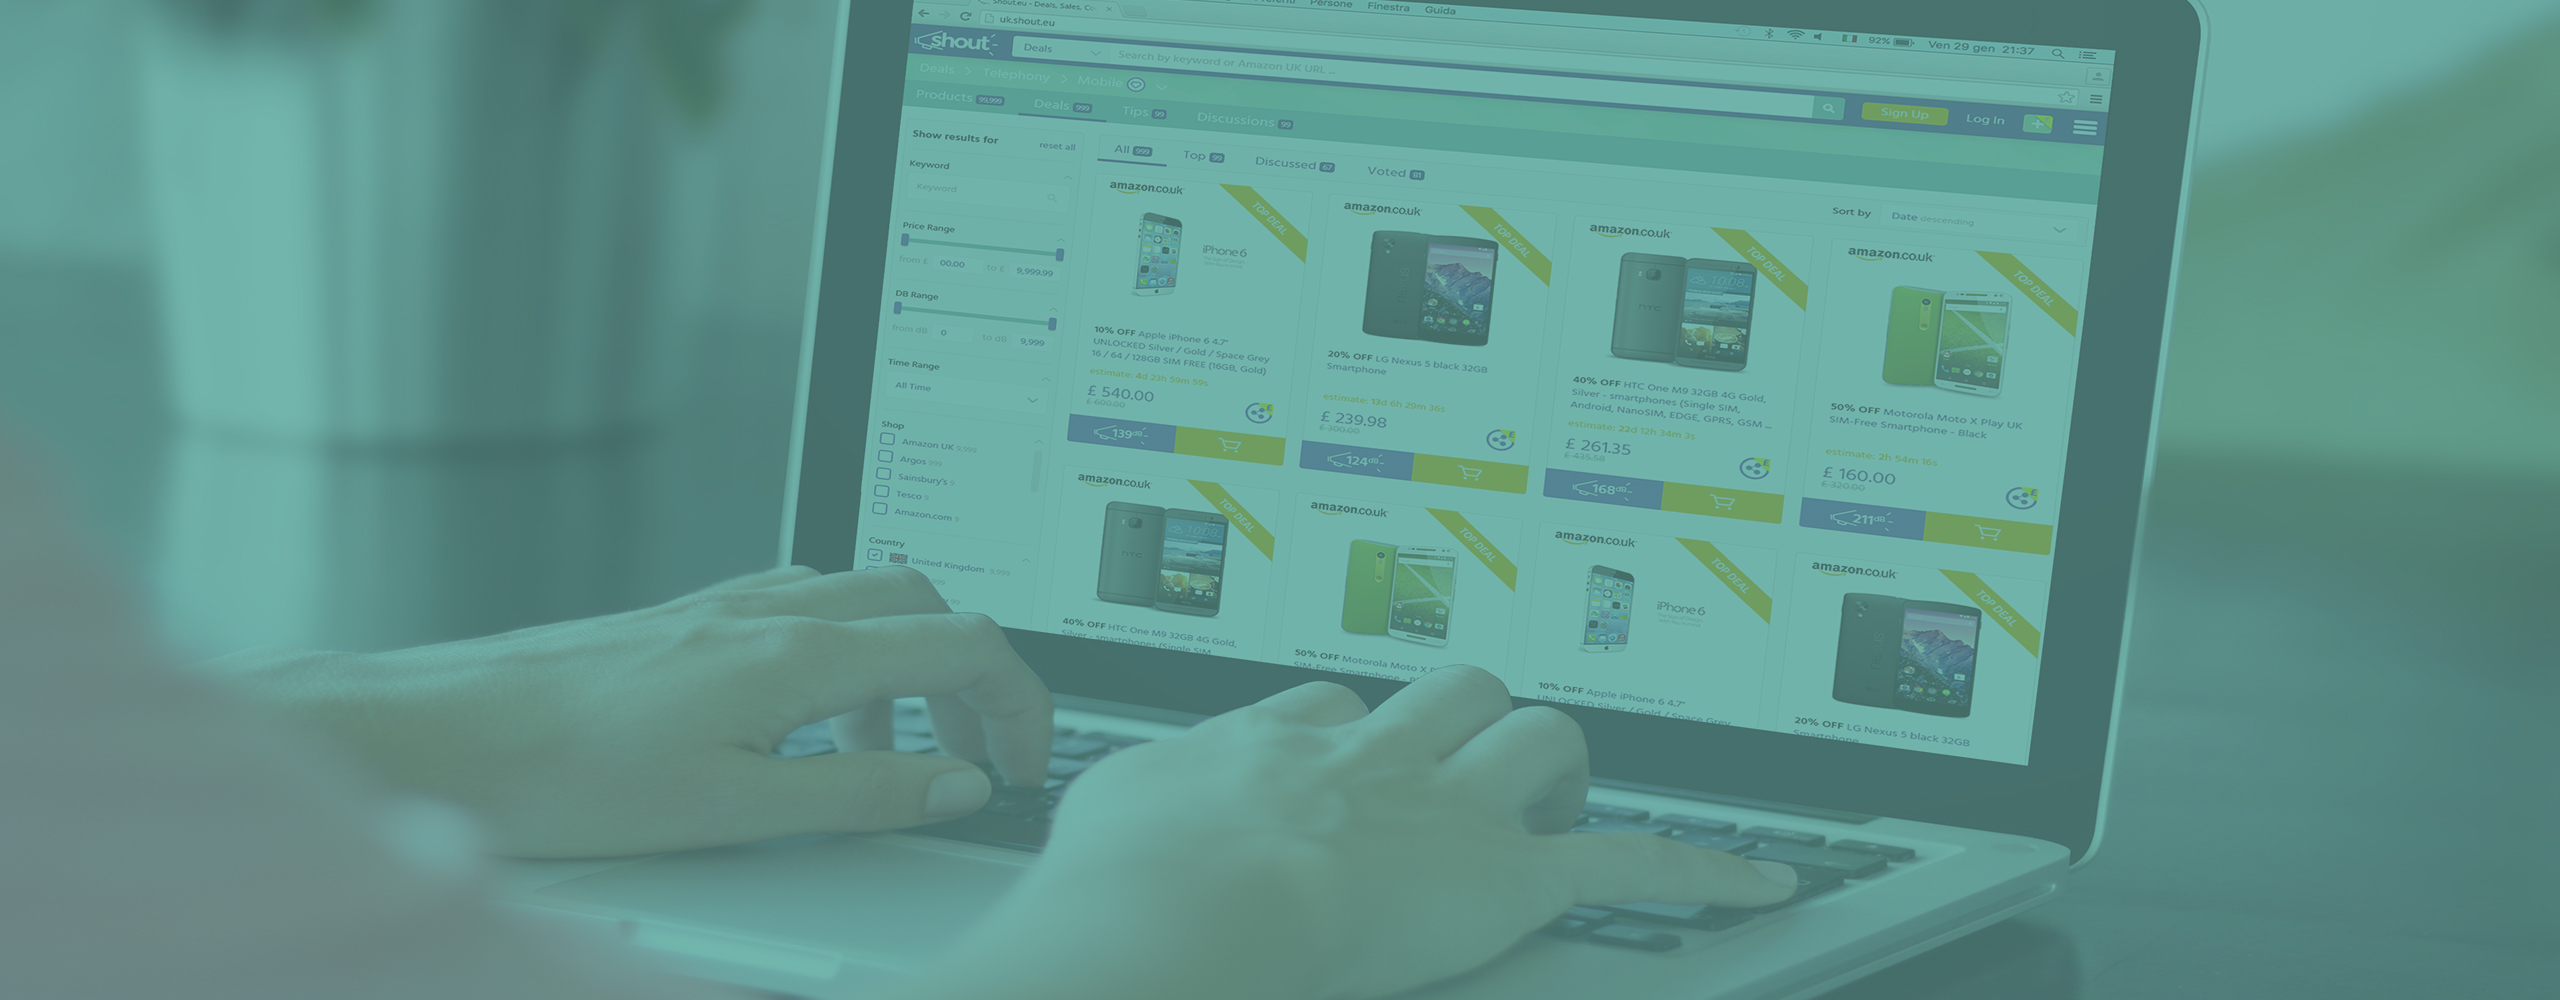 Shout.eu - Deals, Sales, Co
Persone Finestra Guida
92% Ven 29 gen 21:37
uk.shout.eu
shout
Deals
Search by keyword or Amazon UK URL ...
Sign Up
Log In
Deals > Telephony > Mobile
Products 99,999
Deals 999
Tips 99
Discussions 99
Show results for
reset all
Keyword
Keyword
Price Range
from £ 00.00 to £ 9,999.99
DB Range
from dB 0 to dB 9,999
Time Range
All Time
Shop
Amazon UK 9,999
Argos 999
Sainsbury's 9
Tesco 9
Amazon.com 9
Country
United Kingdom 9,999
All 999
Top 99
Discussed 67
Voted 81
Sort by
Date descending
amazon.co.uk
TOP DEAL
iPhone 6
10% OFF Apple iPhone 6 4.7"
UNLOCKED Silver / Gold / Space Grey
16 / 64 / 128GB SIM FREE (16GB, Gold)
estimate: 4d 23h 59m 59s
£ 540.00
£ 600.00
139 dB
amazon.co.uk
TOP DEAL
20% OFF LG Nexus 5 black 32GB
Smartphone
estimate: 13d 6h 29m 36s
£ 239.98
£ 300.00
124 dB
amazon.co.uk
TOP DEAL
hTC
40% OFF HTC One M9 32GB 4G Gold,
Silver - smartphones (Single SIM,
Android, NanoSIM, EDGE, GPRS, GSM ...
estimate: 22d 12h 34m 3s
£ 261.35
£ 435.58
168 dB
amazon.co.uk
TOP DEAL
50% OFF Motorola Moto X Play UK
SIM-Free Smartphone - Black
estimate: 2h 54m 16s
£ 160.00
£ 320.00
211 dB
amazon.co.uk
TOP DEAL
40% OFF HTC One M9 32GB 4G Gold,
Silver - smartphones (Single SIM
amazon.co.uk
TOP DEAL
50% OFF Motorola Moto X P
SIM-Free Smartphone -
amazon.co.uk
TOP DEAL
iPhone 6
10% OFF Apple iPhone 6 4.7"
UNLOCKED Silver / Gold / Space Grey
amazon.co.uk
TOP DEAL
20% OFF LG Nexus 5 black 32GB
Smartphone